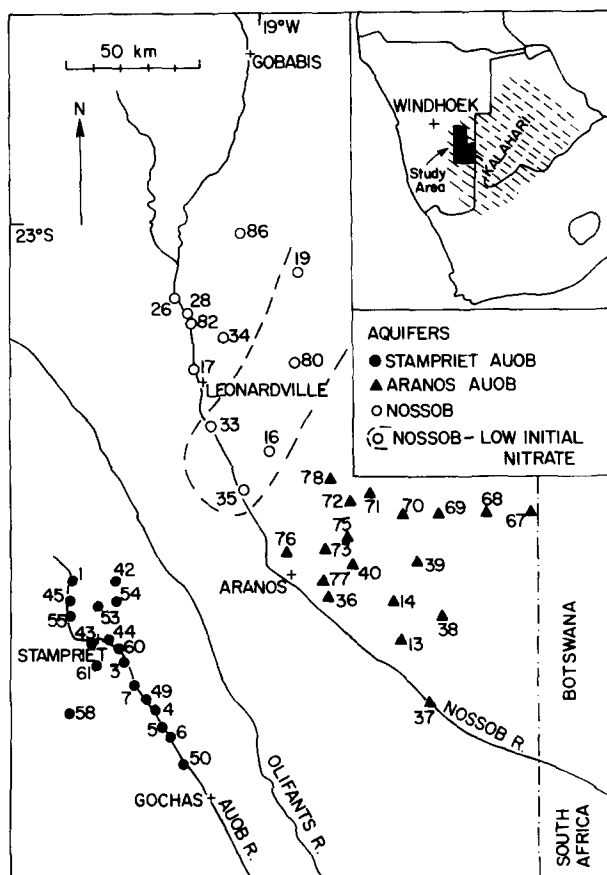 19°W
50 km
GOBABIS
N
23°S
WINDHOEK
KALAHARI
Study
Area
86
19
26
28
82
34
80
17
LEONARDVILLE
33
16
35
AQUIFERS
STAMPRIET AUOB
ARANOS AUOB
NOSSOB
NOSSOB – LOW INITIAL
NITRATE
78
72
71
70
69
68
67
75
76
73
40
39
77
ARANOS
36
14
38
13
37
NOSSOB R.
1
42
45
54
53
55
43
44
60
STAMPRIET
61
3
7
49
58
4
5
6
50
GOCHAS
AUOB R.
OLIFANTS R.
BOTSWANA
SOUTH
AFRICA